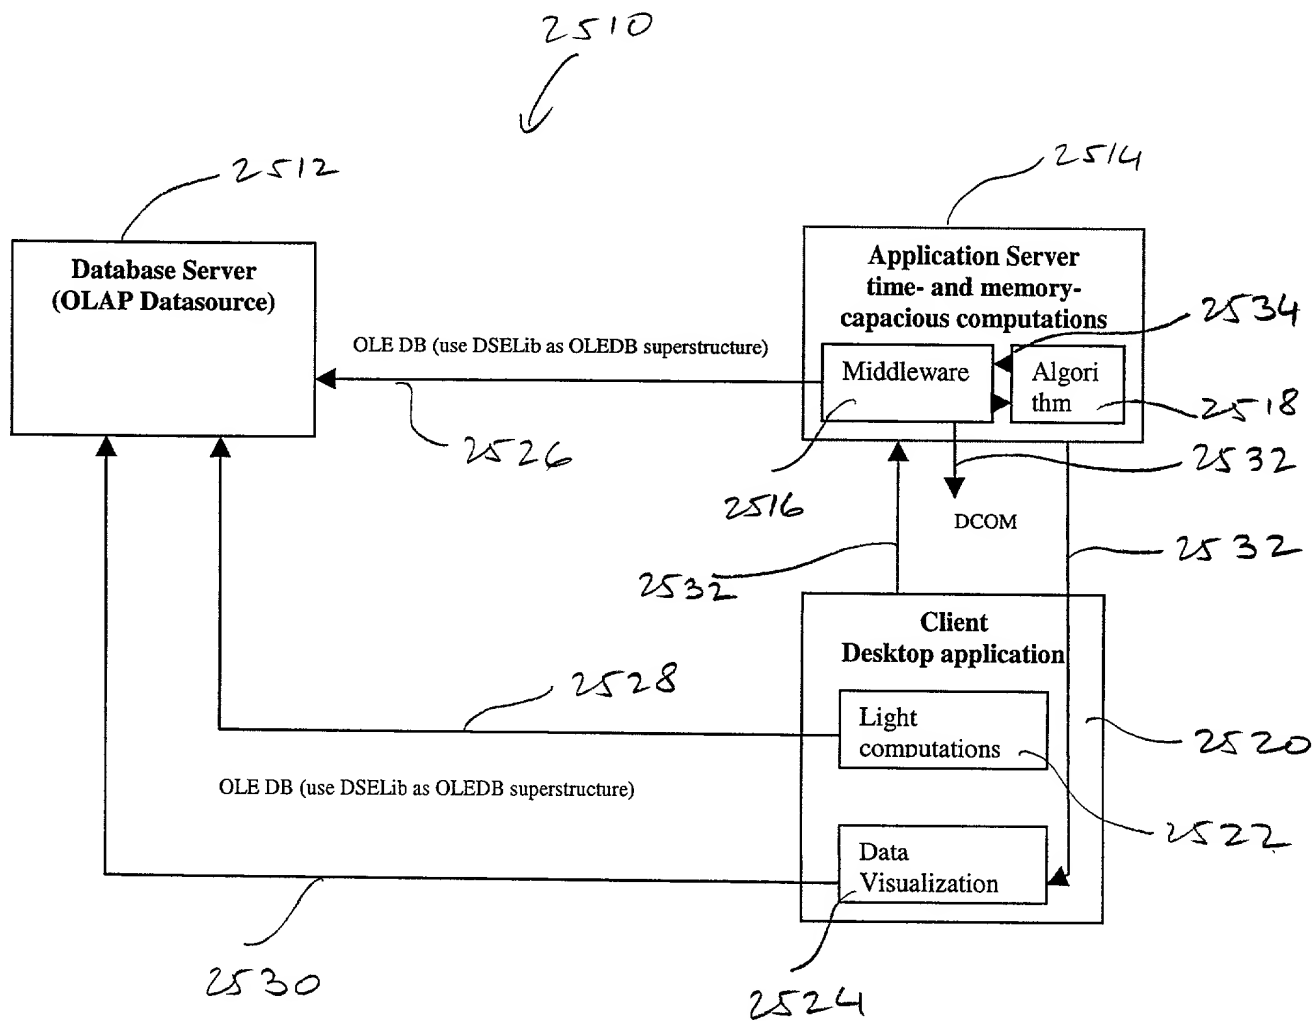 2510
2512
2514
Database Server
(OLAP Datasource)
Application Server
time- and memory-
capacious computations
2534
OLE DB (use DSELib as OLEDB superstructure)
Middleware
Algori
thm
2518
2526
2532
2516
DCOM
2532
2532
Client
Desktop application
2528
Light
computations
2520
OLE DB (use DSELib as OLEDB superstructure)
2522
Data
Visualization
2530
2524